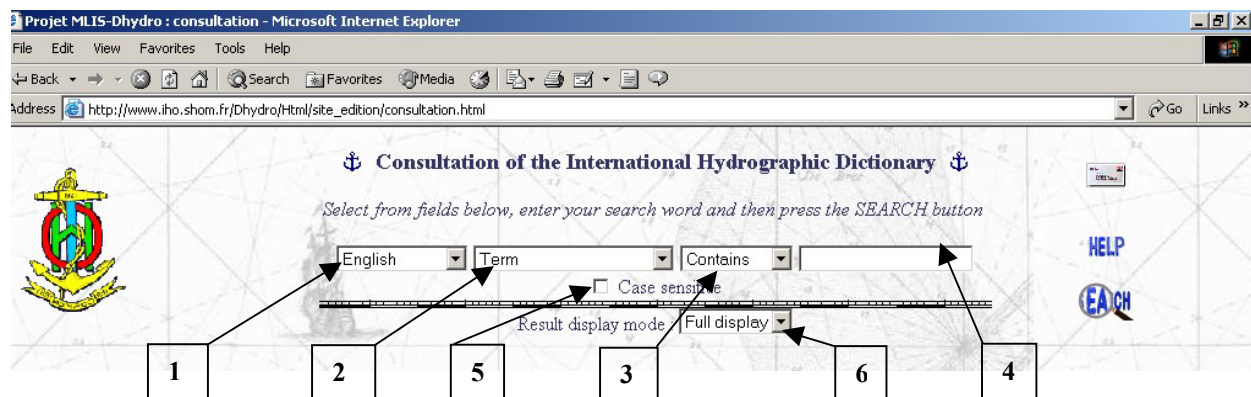 Projet MLIS-Dhydro : consultation - Microsoft Internet Explorer
File Edit View Favorites Tools Help
Back Search Favorites Media
Address http://www.iho.shom.fr/Dhydro/Html/site_edition/consultation.html Go Links »
Consultation of the International Hydrographic Dictionary
Select from fields below, enter your search word and then press the SEARCH button
English Term Contains
HELP
Case sensitive
EA CH
Result display mode : Full display
1 2 5 3 6 4